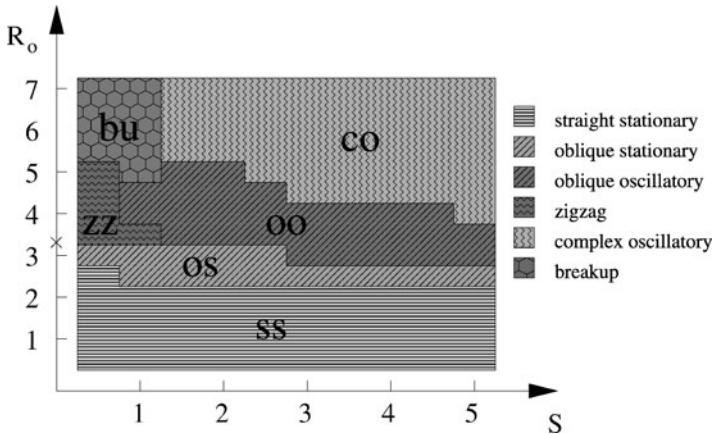 R o
7
6
5
4
3
2
1
bu
co
zz
oo
os
ss
straight stationary
oblique stationary
oblique oscillatory
zigzag
complex oscillatory
breakup
1 2 3 4 5 S